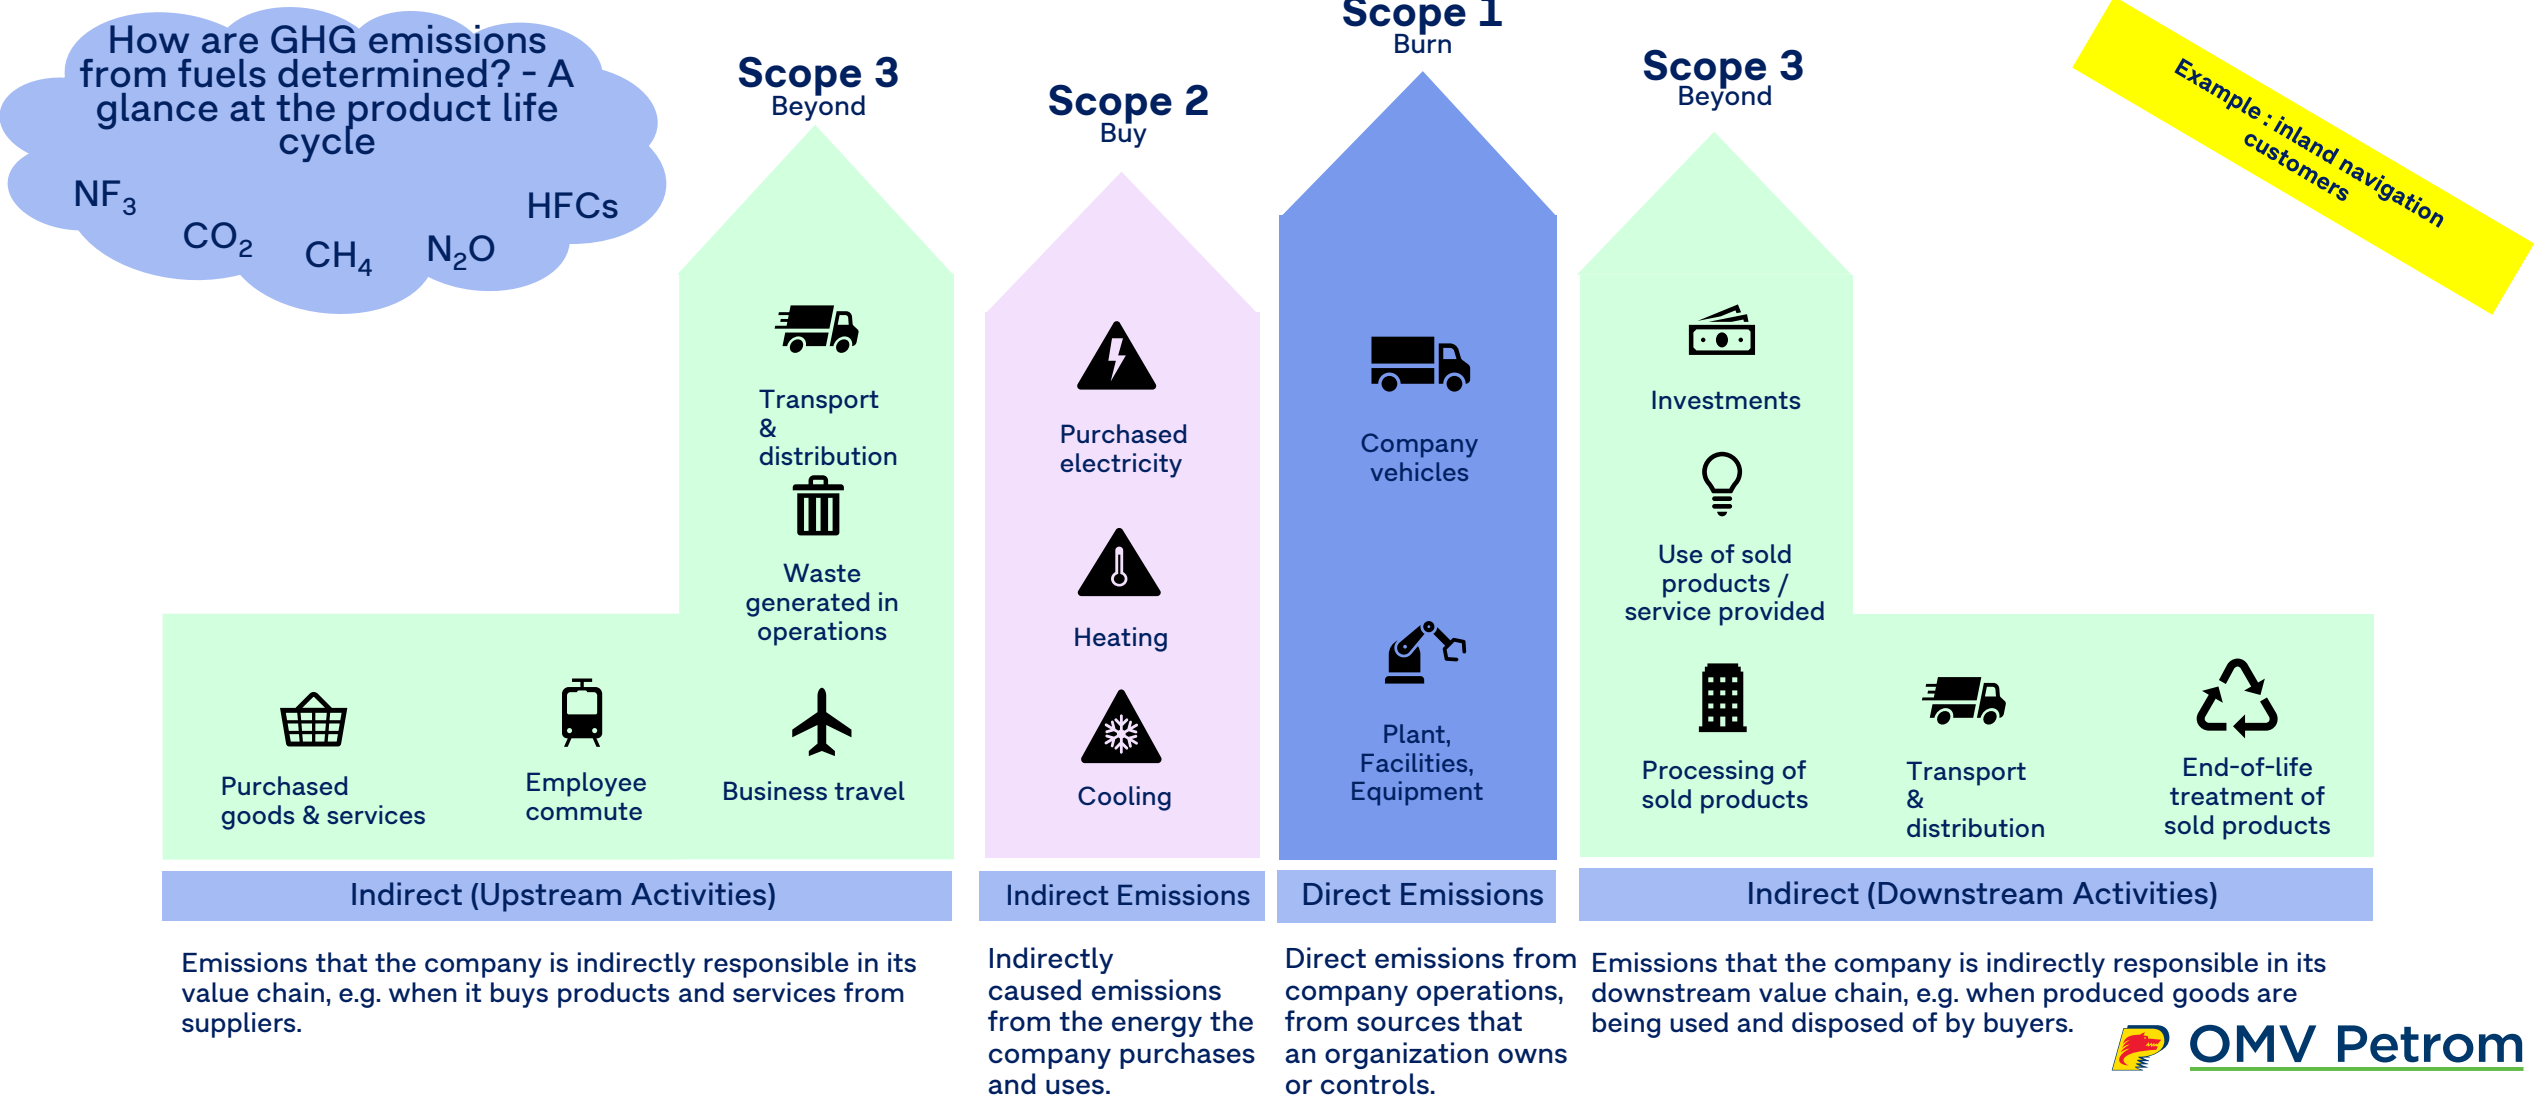 How are GHG emissions
from fuels determined? - A
glance at the product life
cycle
NF₃
CO₂
CH₄
N₂O
HFCs
Scope 3
Beyond
Transport
&
distribution
Waste
generated in
operations
Purchased
goods & services
Employee
commute
Business travel
Indirect (Upstream Activities)
Emissions that the company is indirectly responsible in its
value chain, e.g. when it buys products and services from
suppliers.
Scope 2
Buy
Purchased
electricity
Heating
Cooling
Indirect Emissions
Indirectly
caused emissions
from the energy the
company purchases
and uses.
Scope 1
Burn
Company
vehicles
Plant,
Facilities,
Equipment
Direct Emissions
Direct emissions from
company operations,
from sources that
an organization owns
or controls.
Scope 3
Beyond
Investments
Use of sold
products /
service provided
Processing of
sold products
Transport
&
distribution
End-of-life
treatment of
sold products
Indirect (Downstream Activities)
Emissions that the company is indirectly responsible in its
downstream value chain, e.g. when produced goods are
being used and disposed of by buyers.
Example : inland navigation
customers
OMV Petrom